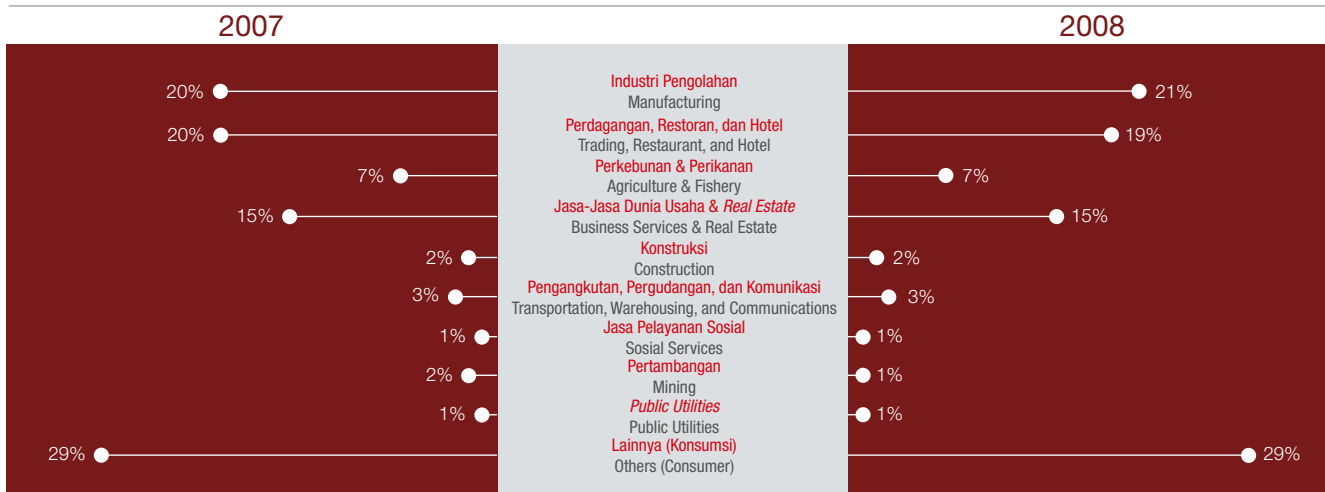 2007
2008
20%
Industri Pengolahan
Manufacturing
21%
20%
Perdagangan, Restoran, dan Hotel
Trading, Restaurant, and Hotel
19%
7%
Perkebunan & Perikanan
Agriculture & Fishery
7%
15%
Jasa-Jasa Dunia Usaha & Real Estate
Business Services & Real Estate
15%
2%
Konstruksi
Construction
2%
3%
Pengangkutan, Pergudangan, dan Komunikasi
Transportation, Warehousing, and Communications
3%
1%
Jasa Pelayanan Sosial
Sosial Services
1%
2%
Pertambangan
Mining
1%
1%
Public Utilities
Public Utilities
1%
29%
Lainnya (Konsumsi)
Others (Consumer)
29%